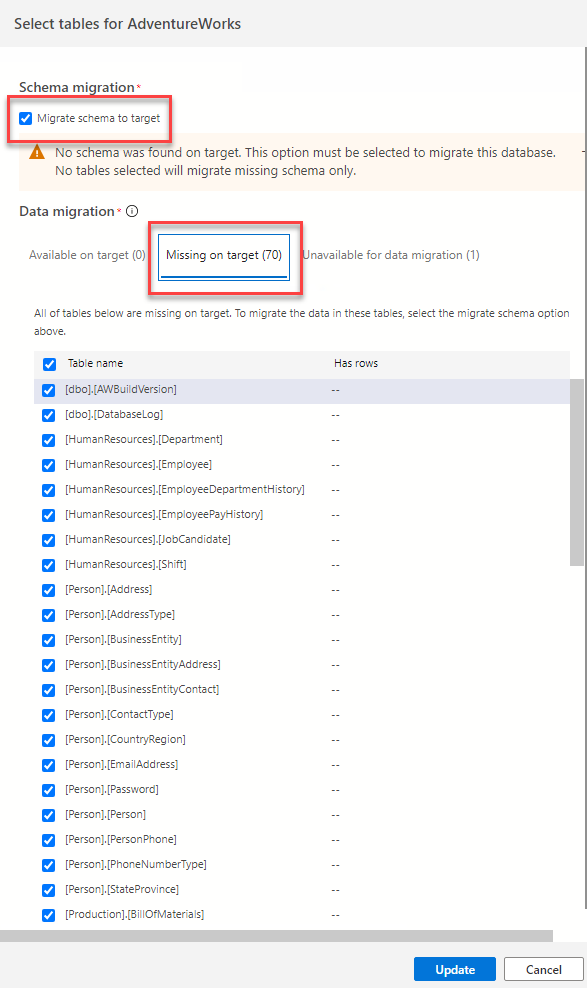 Select tables for AdventureWorks
Schema migration*
Migrate schema to target
No schema was found on target. This option must be selected to migrate this database.
No tables selected will migrate missing schema only.
Data migration*
Available on target (0) Missing on target (70) Unavailable for data migration (1)
All of tables below are missing on target. To migrate the data in these tables, select the migrate schema option
above.
Table name Has rows
[dbo].[AWBuildVersion] --
[dbo].[DatabaseLog] --
[HumanResources].[Department] --
[HumanResources].[Employee] --
[HumanResources].[EmployeeDepartmentHistory] --
[HumanResources].[EmployeePayHistory] --
[HumanResources].[JobCandidate] --
[HumanResources].[Shift] --
[Person].[Address] --
[Person].[AddressType] --
[Person].[BusinessEntity] --
[Person].[BusinessEntityAddress] --
[Person].[BusinessEntityContact] --
[Person].[ContactType] --
[Person].[CountryRegion] --
[Person].[EmailAddress] --
[Person].[Password] --
[Person].[Person] --
[Person].[PersonPhone] --
[Person].[PhoneNumberType] --
[Person].[StateProvince] --
[Production].[BillOfMaterials] --
Update Cancel